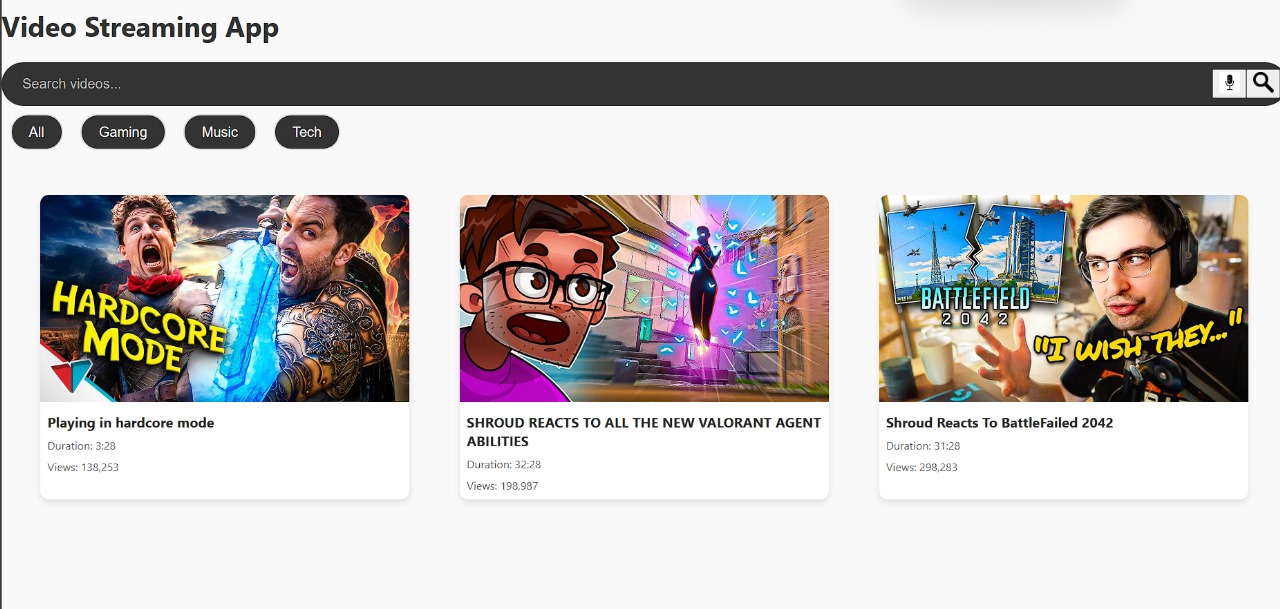 Video Streaming App
Search videos...
All
Gaming
Music
Tech
HARDCORE
MODE
BATTLEFIELD
2042
"I WISH THEY..."
Playing in hardcore mode
Duration: 3:28
Views: 138,253
SHROUD REACTS TO ALL THE NEW VALORANT AGENT
ABILITIES
Duration: 32:28
Views: 198,987
Shroud Reacts To BattleFailed 2042
Duration: 31:28
Views: 298,283